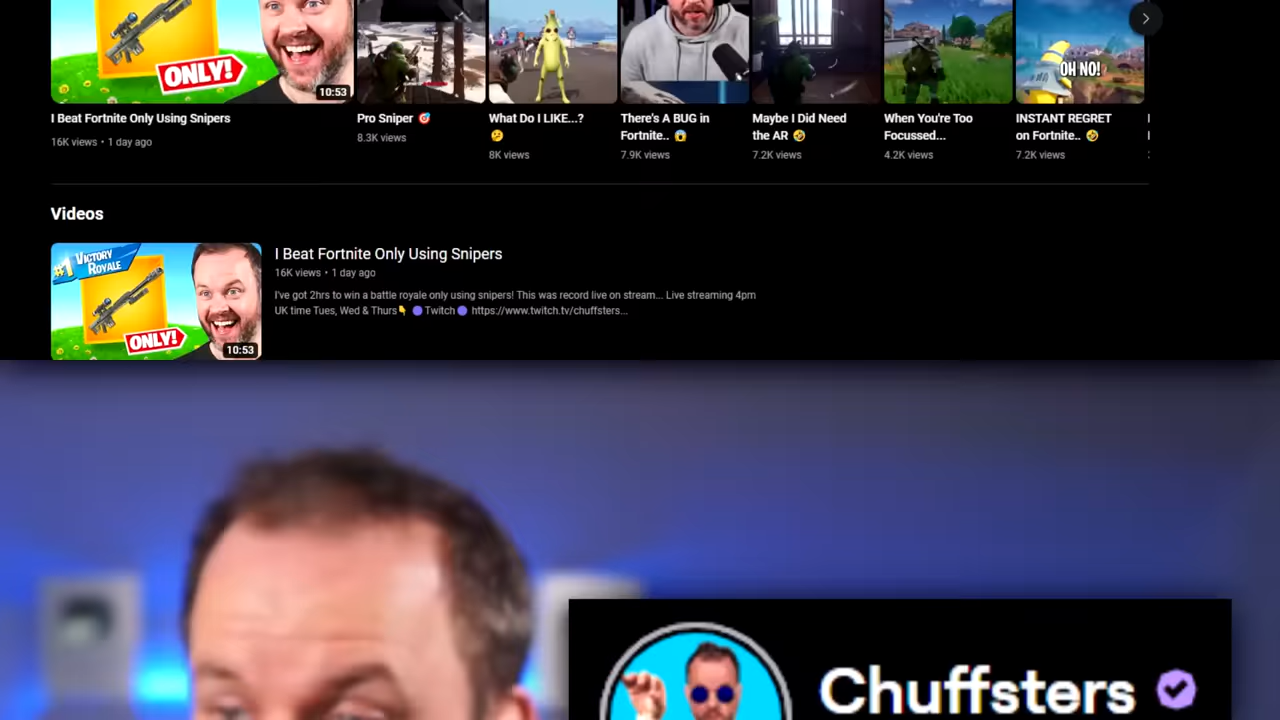 ONLY!
10:53
OH NO!
I Beat Fortnite Only Using Snipers
16K views • 1 day ago
Pro Sniper 🎯
8.3K views
What Do I LIKE...?
🫤
8K views
There's A BUG in
Fortnite.. 😱
7.9K views
Maybe I Did Need
the AR 🤣
7.2K views
When You're Too
Focussed...
4.2K views
INSTANT REGRET
on Fortnite.. 🤣
7.2K views
Videos
#1 VICTORY
ROYALE
ONLY!
10:53
I Beat Fortnite Only Using Snipers
16K views • 1 day ago
I've got 2hrs to win a battle royale only using snipers! This was record live on stream... Live streaming 4pm
UK time Tues, Wed & Thurs👇 🟣Twitch🟣 https://www.twitch.tv/chuffsters...
Chuffsters